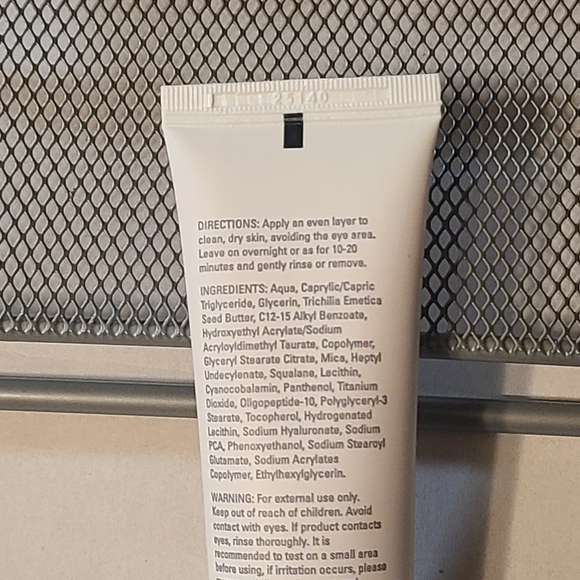 DIRECTIONS: Apply an even layer to
clean, dry skin, avoiding the eye area.
Leave on overnight or as for 10-20
minutes and gently rinse or remove.
INGREDIENTS: Aqua, Caprylic/Capric
Triglyceride, Glycerin, Trichilia Emetica
Seed Butter, C12-15 Alkyl Benzoate,
Hydroxyethyl Acrylate/Sodium
Acryloyldimethyl Taurate, Copolymer,
Glyceryl Stearate Citrate, Mica, Heptyl
Undecylenate, Squalane, Lecithin,
Cyanocobalamin, Panthenol, Titanium
Dioxide, Oligopeptide-10, Polyglyceryl-3
Stearate, Tocopherol, Hydrogenated
Lecithin, Sodium Hyaluronate, Sodium
PCA, Phenoxyethanol, Sodium Stearoyl
Glutamate, Sodium Acrylates
Copolymer, Ethylhexylglycerin.
WARNING: For external use only.
Keep out of reach of children. Avoid
contact with eyes. If product contacts
eyes, rinse thoroughly. It is
recommended to test on a small area
before using, if irritation occurs, please